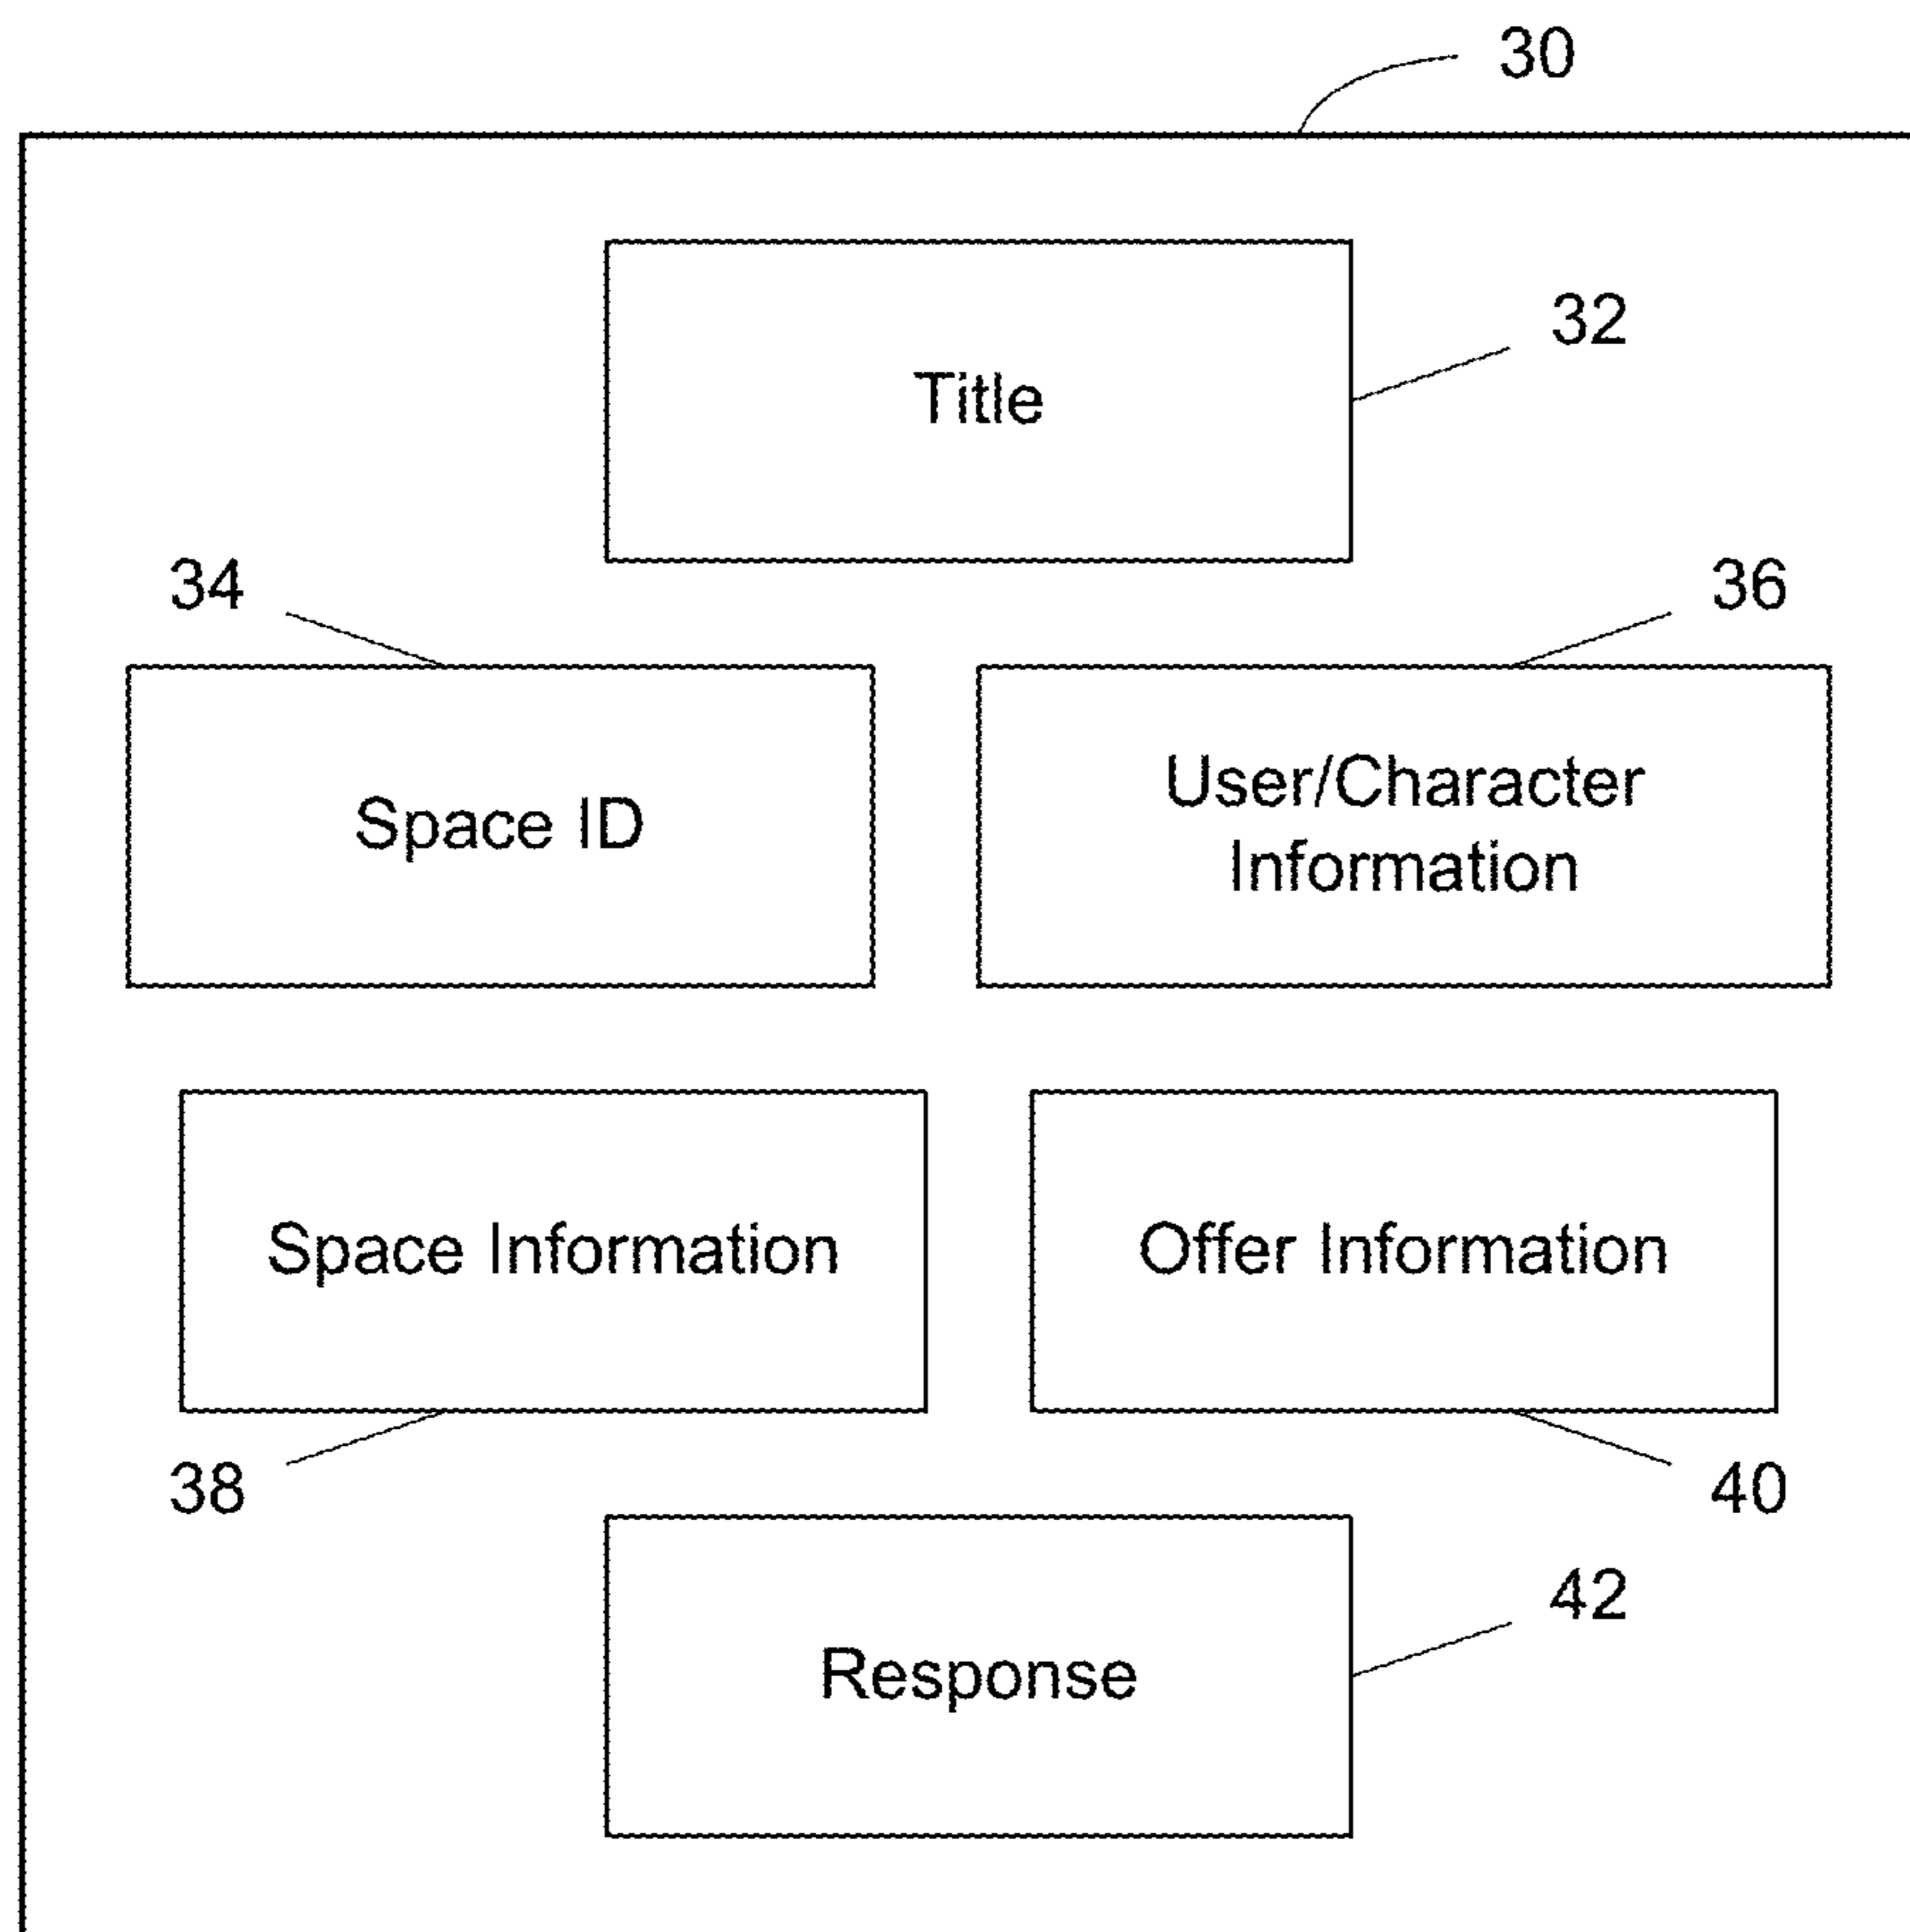 30
32
Title
34
36
Space ID
User/Character
Information
Space Information
Offer Information
38
40
42
Response